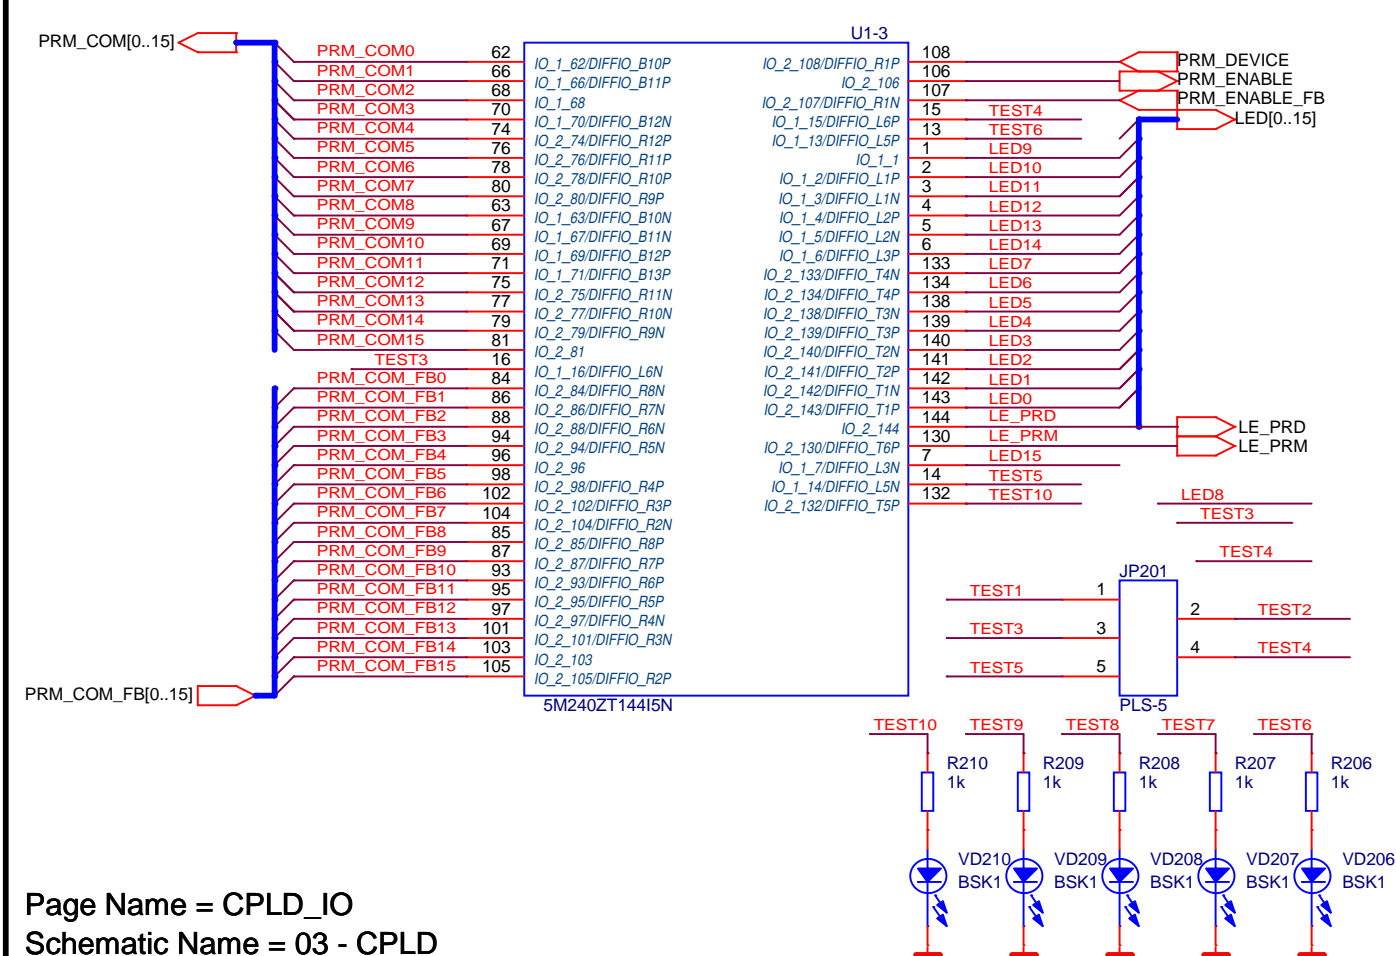 U1-3
PRM_COM[0..15]
PRM_COM0 62 IO_1_62/DIFFIO_B10P IO_2_108/DIFFIO_R1P 108 PRM_DEVICE
PRM_COM1 66 IO_1_66/DIFFIO_B11P IO_2_106 106 PRM_ENABLE
PRM_COM2 68 IO_1_68 IO_2_107/DIFFIO_R1N 107 PRM_ENABLE_FB
PRM_COM3 70 IO_1_70/DIFFIO_B12N IO_1_15/DIFFIO_L6P 15 TEST4 LED[0..15]
PRM_COM4 74 IO_2_74/DIFFIO_R12P IO_1_13/DIFFIO_L5P 13 TEST6
PRM_COM5 76 IO_2_76/DIFFIO_R11P IO_1_1 1 LED9
PRM_COM6 78 IO_2_78/DIFFIO_R10P IO_1_2/DIFFIO_L1P 2 LED10
PRM_COM7 80 IO_2_80/DIFFIO_R9P IO_1_3/DIFFIO_L1N 3 LED11
PRM_COM8 63 IO_1_63/DIFFIO_B10N IO_1_4/DIFFIO_L2P 4 LED12
PRM_COM9 67 IO_1_67/DIFFIO_B11N IO_1_5/DIFFIO_L2N 5 LED13
PRM_COM10 69 IO_1_69/DIFFIO_B12P IO_1_6/DIFFIO_L3P 6 LED14
PRM_COM11 71 IO_1_71/DIFFIO_B13P IO_2_133/DIFFIO_T4N 133 LED7
PRM_COM12 75 IO_2_75/DIFFIO_R11N IO_2_134/DIFFIO_T4P 134 LED6
PRM_COM13 77 IO_2_77/DIFFIO_R10N IO_2_138/DIFFIO_T3N 138 LED5
PRM_COM14 79 IO_2_79/DIFFIO_R9N IO_2_139/DIFFIO_T3P 139 LED4
PRM_COM15 81 IO_2_81 IO_2_140/DIFFIO_T2N 140 LED3
TEST3 16 IO_1_16/DIFFIO_L6N IO_2_141/DIFFIO_T2P 141 LED2
PRM_COM_FB0 84 IO_2_84/DIFFIO_R8N IO_2_142/DIFFIO_T1N 142 LED1
PRM_COM_FB1 86 IO_2_86/DIFFIO_R7N IO_2_143/DIFFIO_T1P 143 LED0
PRM_COM_FB2 88 IO_2_88/DIFFIO_R6N IO_2_144 144 LE_PRD LE_PRD
PRM_COM_FB3 94 IO_2_94/DIFFIO_R5N IO_2_130/DIFFIO_T6P 130 LE_PRM LE_PRM
PRM_COM_FB4 96 IO_2_96 IO_1_7/DIFFIO_L3N 7 LED15
PRM_COM_FB5 98 IO_2_98/DIFFIO_R4P IO_1_14/DIFFIO_L5N 14 TEST5
PRM_COM_FB6 102 IO_2_102/DIFFIO_R3P IO_2_132/DIFFIO_T5P 132 TEST10 LED8
PRM_COM_FB7 104 IO_2_104/DIFFIO_R2N TEST3
PRM_COM_FB8 85 IO_2_85/DIFFIO_R8P
PRM_COM_FB9 87 IO_2_87/DIFFIO_R7P TEST4
PRM_COM_FB10 93 IO_2_93/DIFFIO_R6P JP201
PRM_COM_FB11 95 IO_2_95/DIFFIO_R5P TEST1 1
PRM_COM_FB12 97 IO_2_97/DIFFIO_R4N 2 TEST2
PRM_COM_FB13 101 IO_2_101/DIFFIO_R3N TEST3 3
PRM_COM_FB14 103 IO_2_103 4 TEST4
PRM_COM_FB15 105 IO_2_105/DIFFIO_R2P TEST5 5
PRM_COM_FB[0..15]
5M240ZT144I5N PLS-5
TEST10 TEST9 TEST8 TEST7 TEST6
R210 R209 R208 R207 R206
1k 1k 1k 1k 1k
VD210 VD209 VD208 VD207 VD206
BSK1 BSK1 BSK1 BSK1 BSK1
Page Name = CPLD_IO
Schematic Name = 03 - CPLD